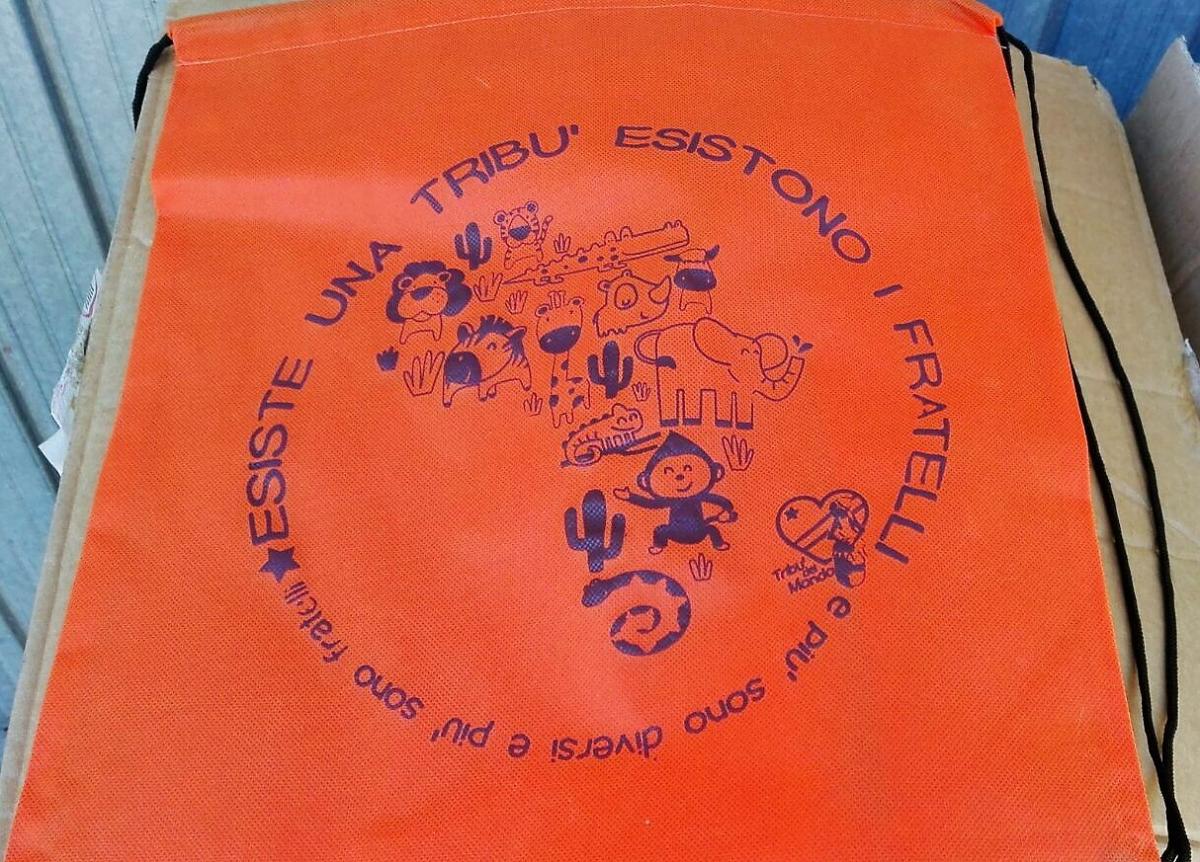 ESISTE UNA TRIBU' ESISTONO I FRATELLI
e più' sono diversi e più' sono fratelli
Tribù
del
Mondo